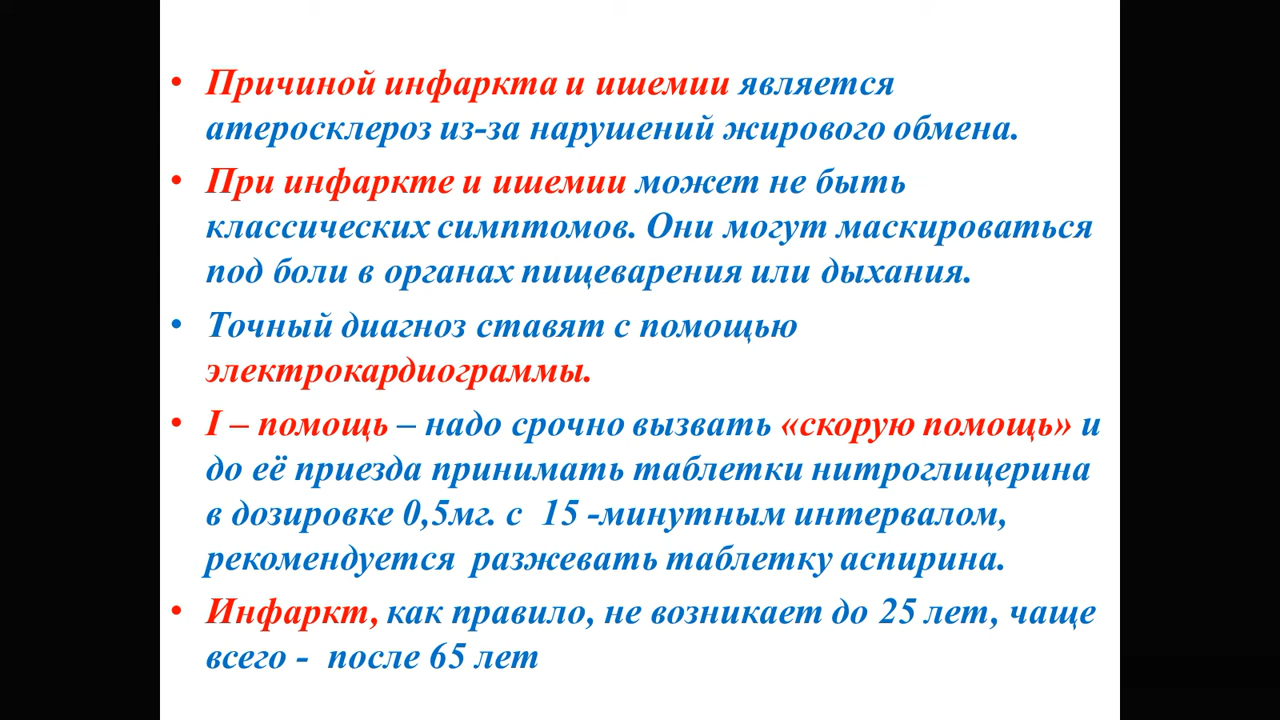 • Причиной инфаркта и ишемии является
атеросклероз из-за нарушений жирового обмена.
• При инфаркте и ишемии может не быть
классических симптомов. Они могут маскироваться
под боли в органах пищеварения или дыхания.
• Точный диагноз ставят с помощью
электрокардиограммы.
• I – помощь – надо срочно вызвать «скорую помощь» и
до её приезда принимать таблетки нитроглицерина
в дозировке 0,5мг. с 15 -минутным интервалом,
рекомендуется разжевать таблетку аспирина.
• Инфаркт, как правило, не возникает до 25 лет, чаще
всего - после 65 лет